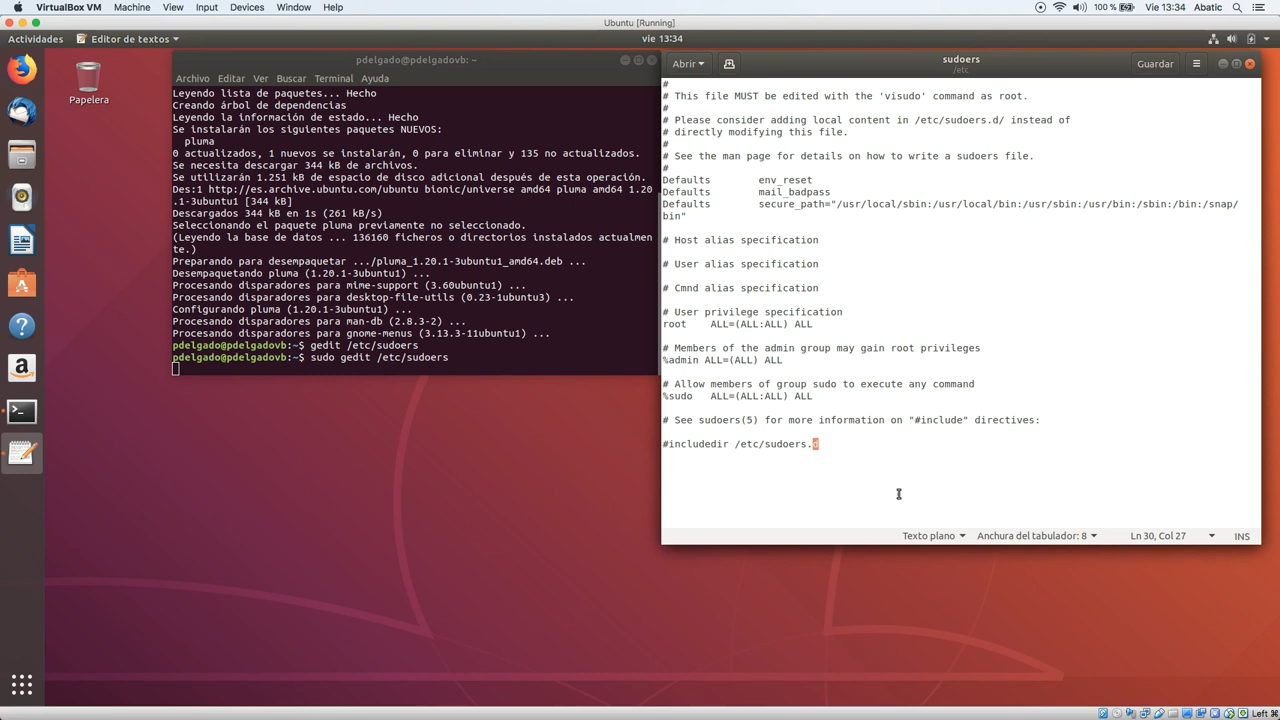 VirtualBox VM Machine View Input Devices Window Help
100 % Vie 13:34 Abatic
Ubuntu [Running]
Actividades Editor de textos vie 13:34
Papelera
pdelgado@pdelgadovb: ~
Archivo Editar Ver Buscar Terminal Ayuda
Leyendo lista de paquetes... Hecho
Creando árbol de dependencias
Leyendo la información de estado... Hecho
Se instalarán los siguientes paquetes NUEVOS:
pluma
0 actualizados, 1 nuevos se instalarán, 0 para eliminar y 135 no actualizados.
Se necesita descargar 344 kB de archivos.
Se utilizarán 1.251 kB de espacio de disco adicional después de esta operación.
Des:1 http://es.archive.ubuntu.com/ubuntu bionic/universe amd64 pluma amd64 1.20
.1-3ubuntu1 [344 kB]
Descargados 344 kB en 1s (261 kB/s)
Seleccionando el paquete pluma previamente no seleccionado.
(Leyendo la base de datos ... 136160 ficheros o directorios instalados actualmen
te.)
Preparando para desempaquetar .../pluma_1.20.1-3ubuntu1_amd64.deb ...
Desempaquetando pluma (1.20.1-3ubuntu1) ...
Procesando disparadores para mime-support (3.60ubuntu1) ...
Procesando disparadores para desktop-file-utils (0.23-1ubuntu3) ...
Configurando pluma (1.20.1-3ubuntu1) ...
Procesando disparadores para man-db (2.8.3-2) ...
Procesando disparadores para gnome-menus (3.13.3-11ubuntu1) ...
pdelgado@pdelgadovb:~$ gedit /etc/sudoers
pdelgado@pdelgadovb:~$ sudo gedit /etc/sudoers
Abrir sudoers Guardar
/etc
#
# This file MUST be edited with the 'visudo' command as root.
#
# Please consider adding local content in /etc/sudoers.d/ instead of
# directly modifying this file.
#
# See the man page for details on how to write a sudoers file.
#
Defaults env_reset
Defaults mail_badpass
Defaults secure_path="/usr/local/sbin:/usr/local/bin:/usr/sbin:/usr/bin:/sbin:/bin:/snap/
bin"
# Host alias specification
# User alias specification
# Cmnd alias specification
# User privilege specification
root ALL=(ALL:ALL) ALL
# Members of the admin group may gain root privileges
%admin ALL=(ALL) ALL
# Allow members of group sudo to execute any command
%sudo ALL=(ALL:ALL) ALL
# See sudoers(5) for more information on "#include" directives:
#includedir /etc/sudoers.d
Texto plano Anchura del tabulador: 8 Ln 30, Col 27 INS
Left ⌘